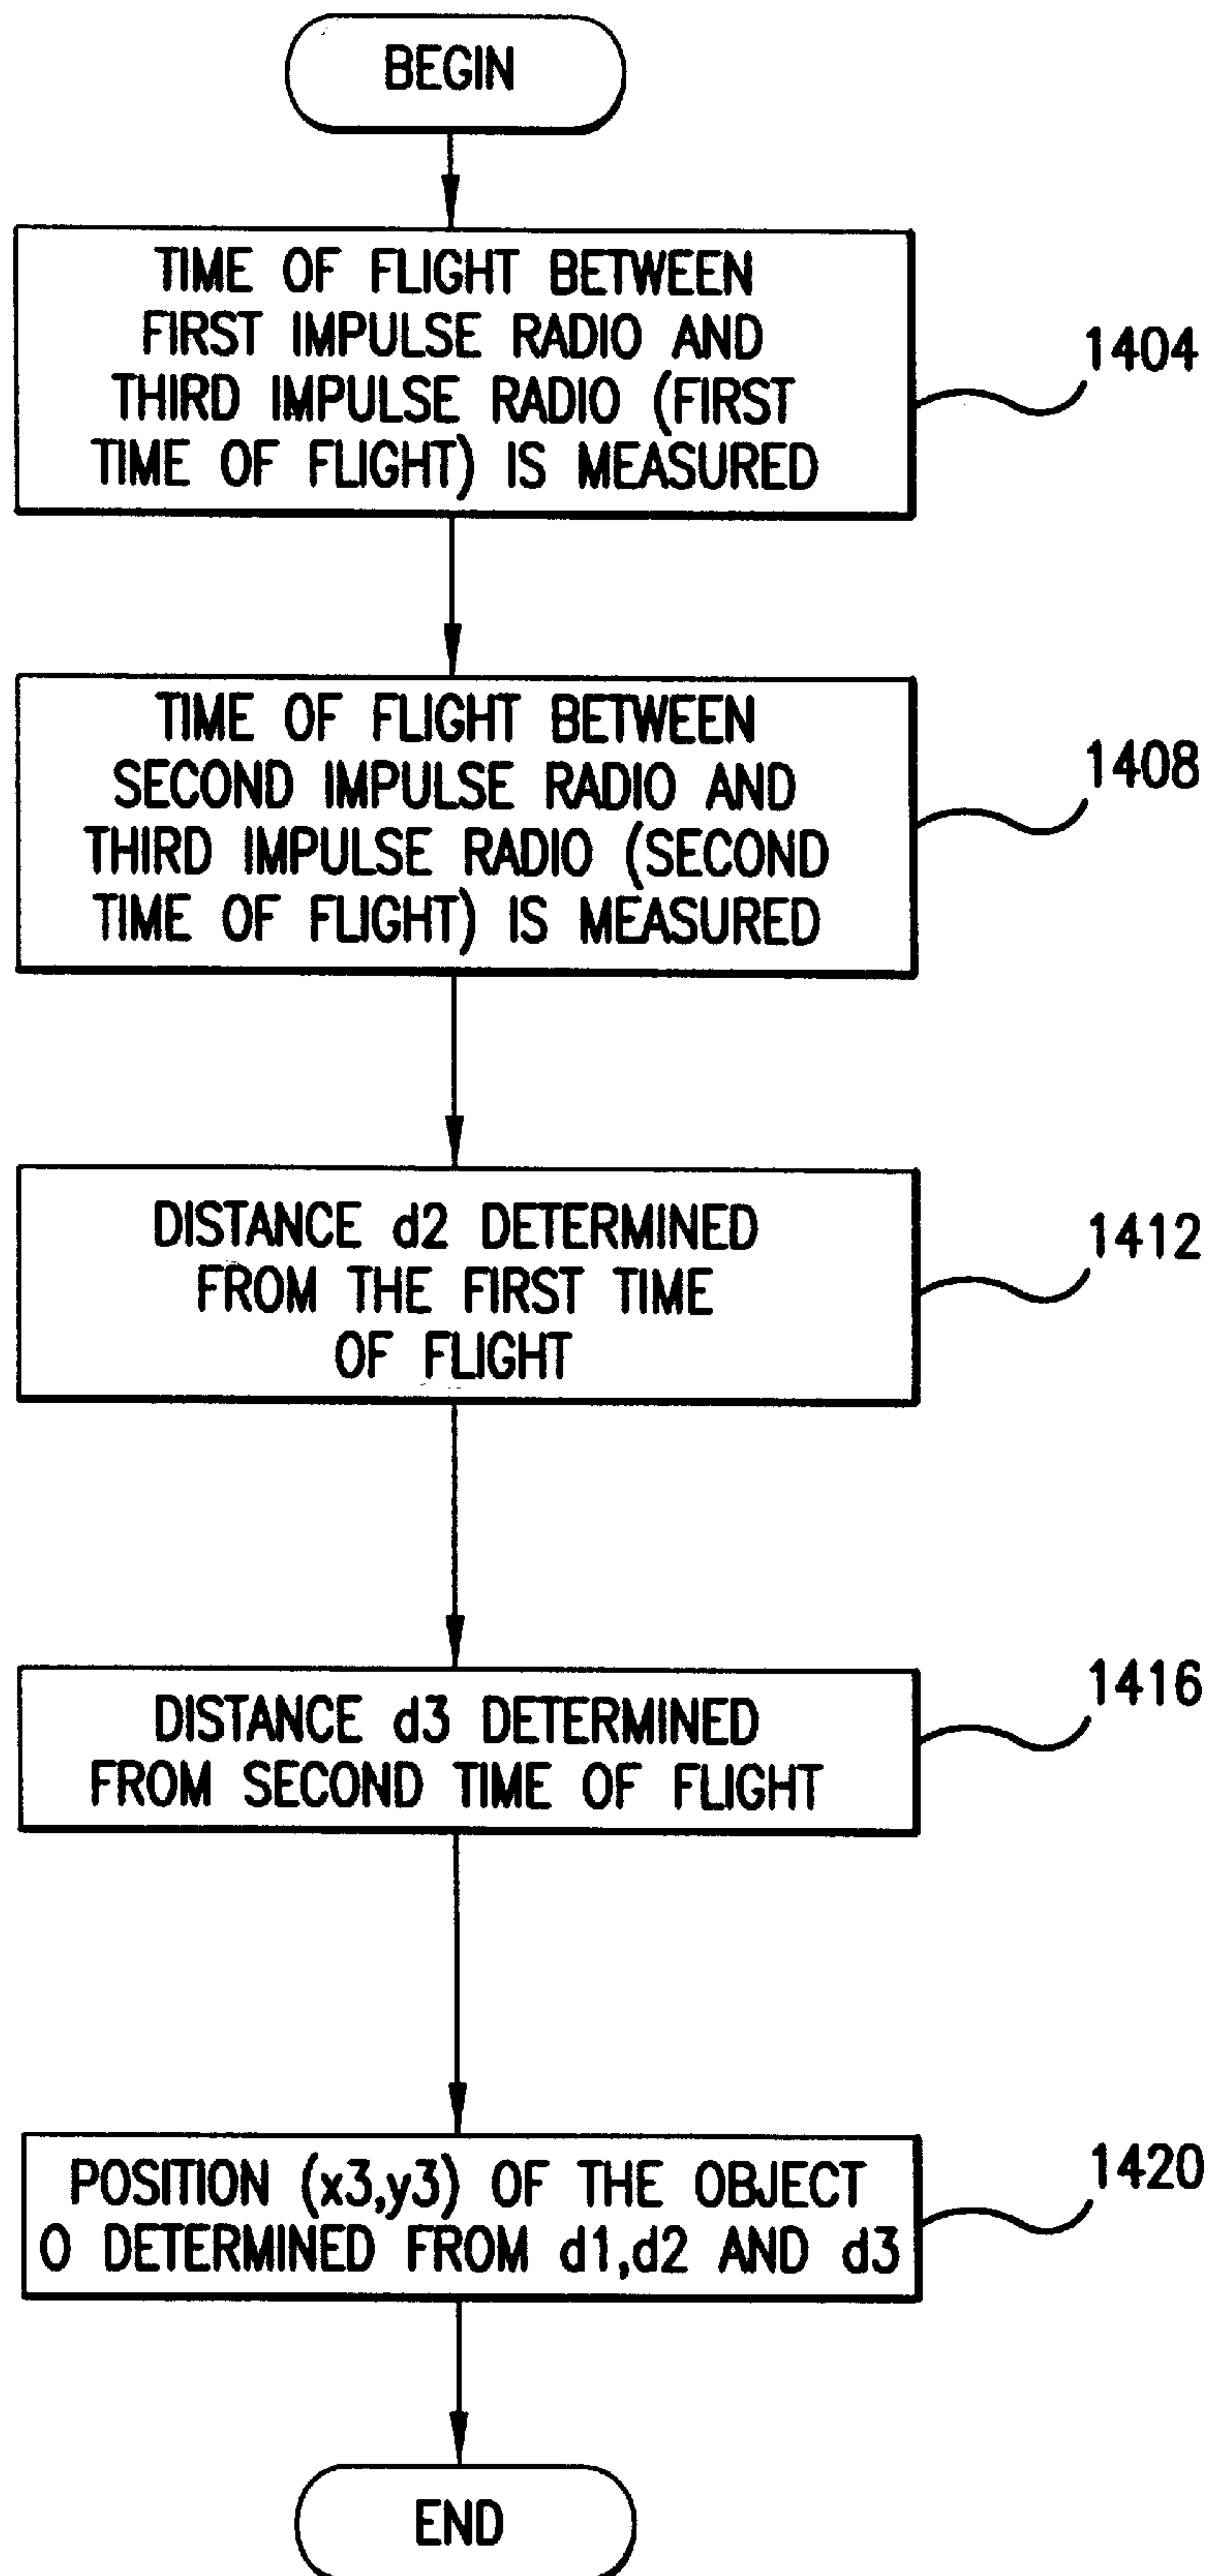 BEGIN
TIME OF FLIGHT BETWEEN
FIRST IMPULSE RADIO AND
THIRD IMPULSE RADIO (FIRST
TIME OF FLIGHT) IS MEASURED
1404
TIME OF FLIGHT BETWEEN
SECOND IMPULSE RADIO AND
THIRD IMPULSE RADIO (SECOND
TIME OF FLIGHT) IS MEASURED
1408
DISTANCE d2 DETERMINED
FROM THE FIRST TIME
OF FLIGHT
1412
DISTANCE d3 DETERMINED
FROM SECOND TIME OF FLIGHT
1416
POSITION (x3,y3) OF THE OBJECT
O DETERMINED FROM d1,d2 AND d3
1420
END